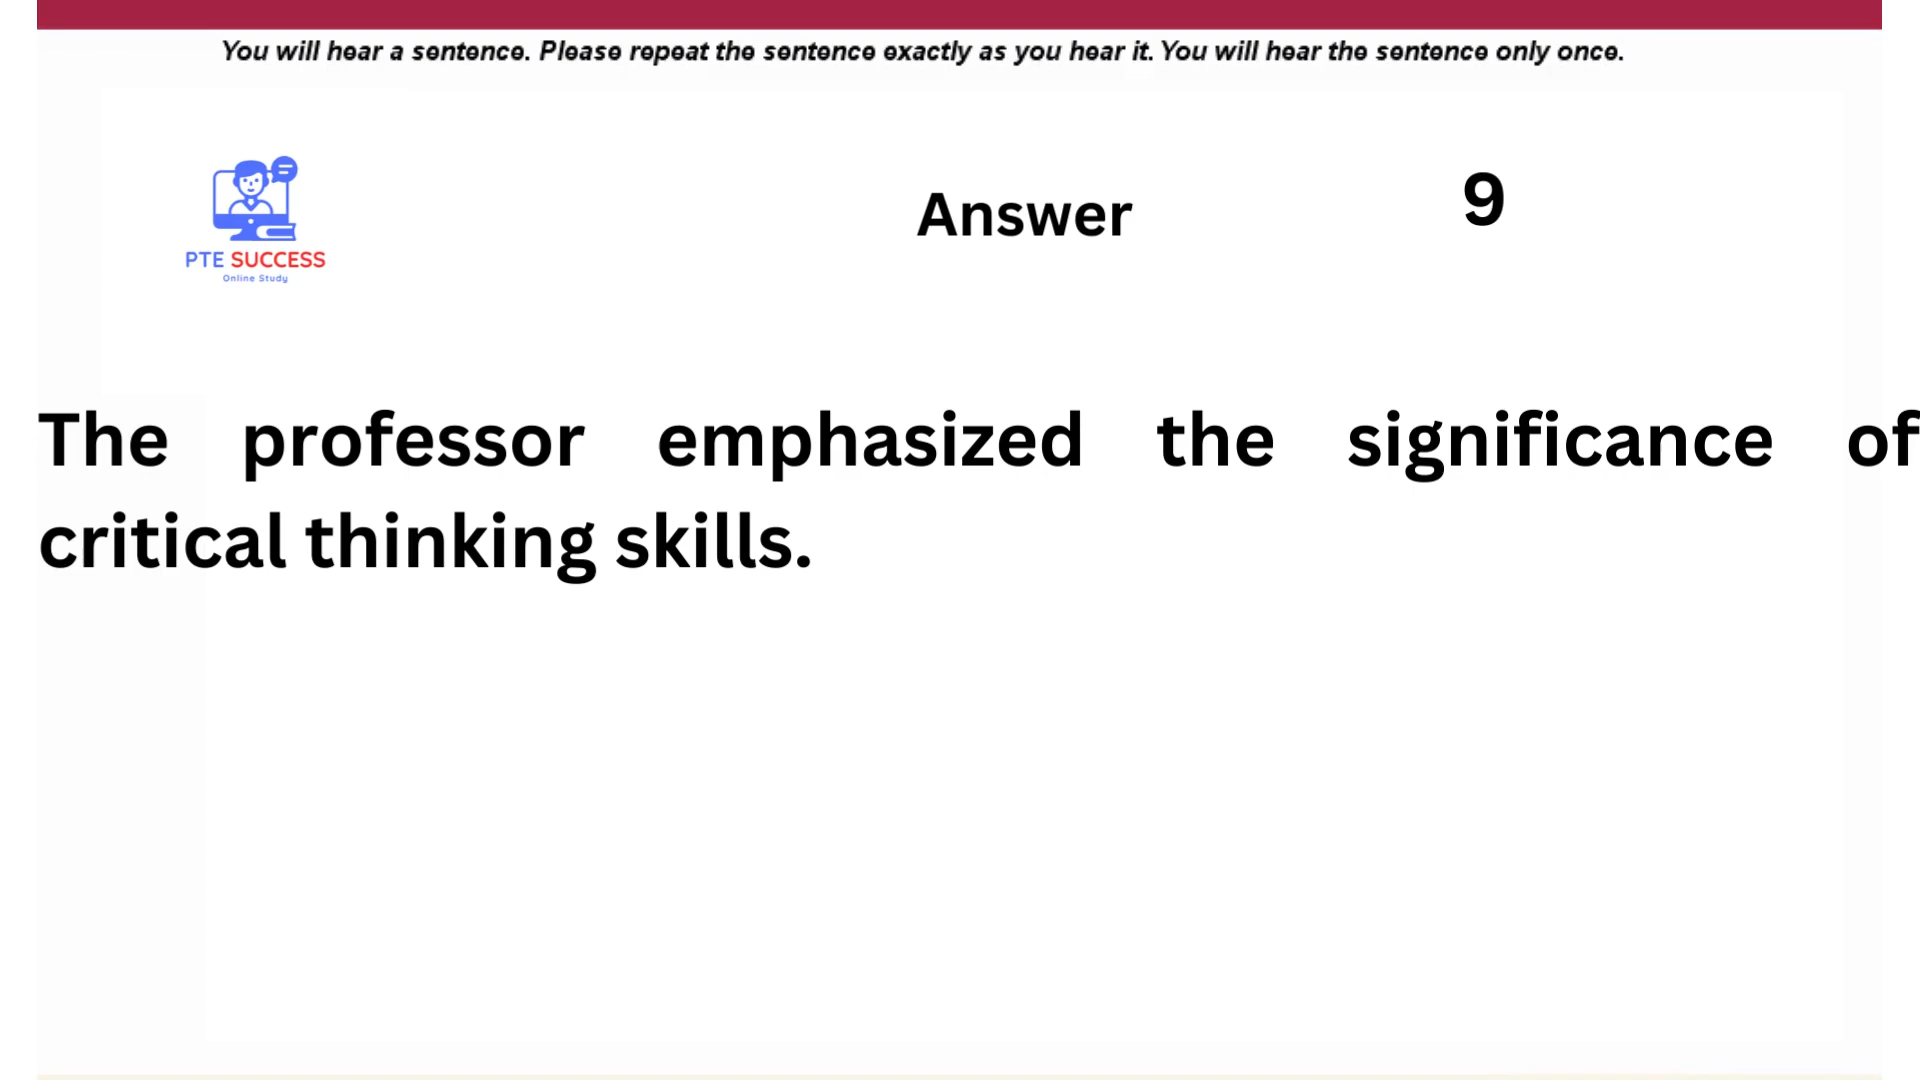 You will hear a sentence. Please repeat the sentence exactly as you hear it. You will hear the sentence only once.
PTE SUCCESS
Online Study
Answer
9
The professor emphasized the significance of
critical thinking skills.